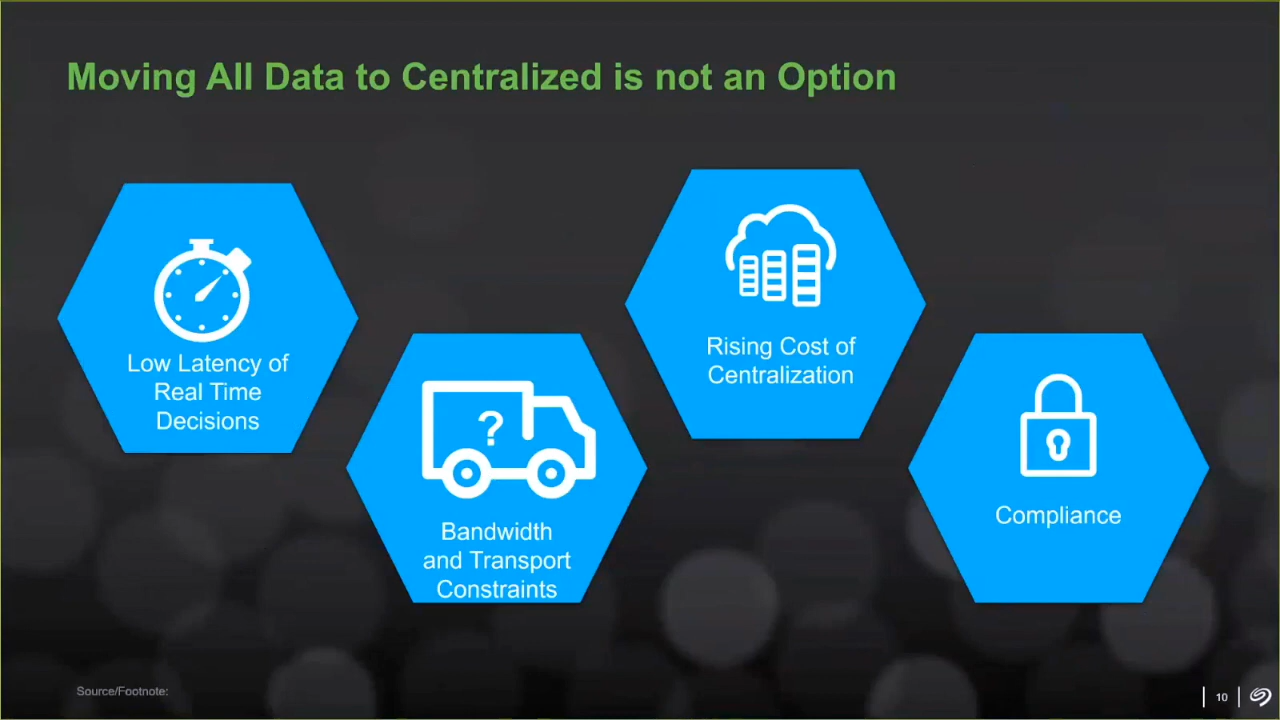 Moving All Data to Centralized is not an Option
Low Latency of
Real Time
Decisions
?
Bandwidth
and Transport
Constraints
Rising Cost of
Centralization
Compliance
Source/Footnote:
10